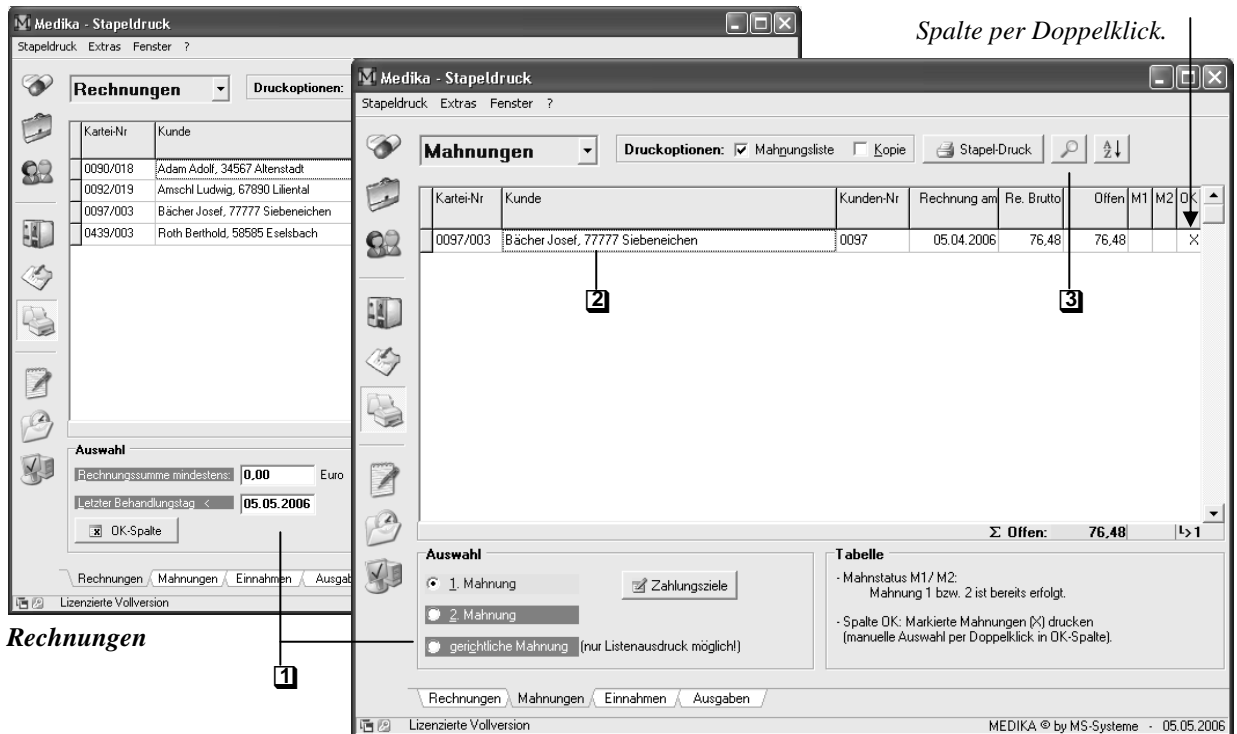 Medika - Stapeldruck
Stapeldruck Extras Fenster ?
Rechnungen
Druckoptionen:
Kartei-Nr Kunde
0090/018 Adam Adolf, 34567 Altenstadt
0092/019 Amschl Ludwig, 67890 Liliental
0097/003 Bächer Josef, 77777 Siebeneichen
0439/003 Roth Berthold, 58585 Eselsbach
Auswahl
Rechnungssumme mindestens: 0,00 Euro
Letzter Behandlungstag < 05.05.2006
OK-Spalte
Rechnungen Mahnungen Einnahmen Ausgab
Lizenzierte Vollversion
Rechnungen
1
Spalte per Doppelklick.
Medika - Stapeldruck
Stapeldruck Extras Fenster ?
Mahnungen
Druckoptionen: Mahnungsliste Kopie Stapel-Druck
Kartei-Nr Kunde Kunden-Nr Rechnung am Re. Brutto Offen M1 M2 OK
0097/003 Bächer Josef, 77777 Siebeneichen 0097 05.04.2006 76,48 76,48 X
2 3
Σ Offen: 76,48 1
Auswahl
1. Mahnung Zahlungsziele
2. Mahnung
gerichtliche Mahnung (nur Listenausdruck möglich!)
Tabelle
- Mahnstatus M1/ M2:
Mahnung 1 bzw. 2 ist bereits erfolgt.
- Spalte OK: Markierte Mahnungen (X) drucken
(manuelle Auswahl per Doppelklick in OK-Spalte).
Rechnungen Mahnungen Einnahmen Ausgaben
Lizenzierte Vollversion MEDIKA © by MS-Systeme - 05.05.2006